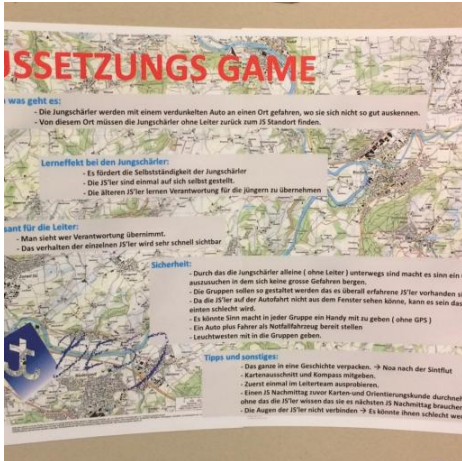 USSETZUNGS GAME
was geht es:
- Die Jungschärler werden mit einem verdunkelten Auto an einen Ort gefahren, wo sie sich nicht so gut auskennen.
- Von diesem Ort müssen die Jungschärler ohne Leiter zurück zum JS Standort finden.
Lerneffekt bei den Jungschärler:
- Es fördert die Selbstständigkeit der Jungschärler
- Die JS'ler sind einmal auf sich selbst gestellt.
- Die älteren JS'ler lernen Verantwortung für die jüngern zu übernehmen
sant für die Leiter:
- Man sieht wer Verantwortung übernimmt.
- Das verhalten der einzelnen JS'ler wird sehr schnell sichtbar
Sicherheit:
- Durch das die Jungschärler alleine ( ohne Leiter ) unterwegs sind macht es sinn ein
auszusuchen in dem sich keine grosse Gefahren bergen.
- Die Gruppen sollen so gestaltet werden das es überall erfahrene JS'ler vorhanden si
- Da die JS'ler auf der Autofahrt nicht aus dem Fenster sehen könne, kann es sein das
einten schlecht wird.
- Es könnte Sinn macht in jeder Gruppe ein Handy mit zu geben ( ohne GPS )
- Ein Auto plus Fahrer als Notfallfahrzeug bereit stellen
- Leuchtwesten mit in die Gruppen geben.
Tipps und sonstiges:
- Das ganze in eine Geschichte verpacken. → Noa nach der Sintflut
- Kartenausschnitt und Kompass mitgeben.
- Zuerst einmal im Leiterteam ausprobieren.
- Einen JS Nachmittag zuvor Karten-und Orientierungskunde durchneh
ohne das die JS'ler wissen das sie es nächsten JS Nachmittag braucher
- Die Augen der JS'ler nicht verbinden → Es könnte ihnen schlecht wer